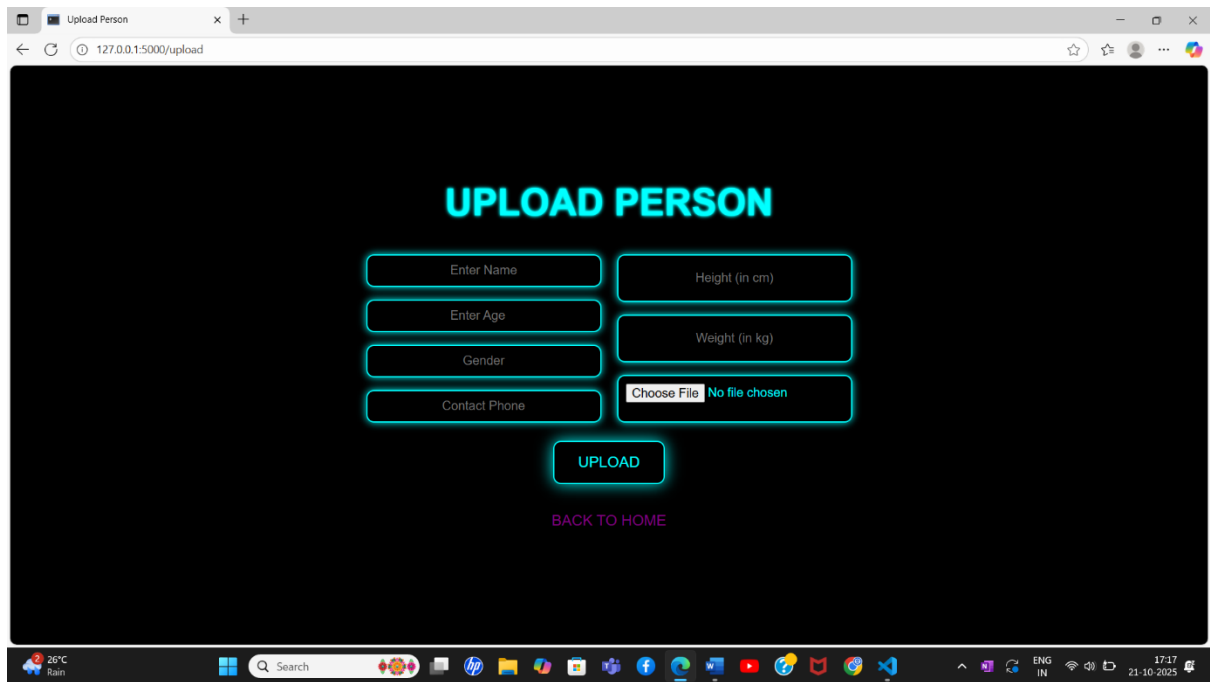 Upload Person
127.0.0.1:5000/upload
UPLOAD PERSON
Enter Name
Enter Age
Gender
Contact Phone
Height (in cm)
Weight (in kg)
Choose File No file chosen
UPLOAD
BACK TO HOME
2
26°C
Rain
Search
hp
ENG
IN
17:17
21-10-2025